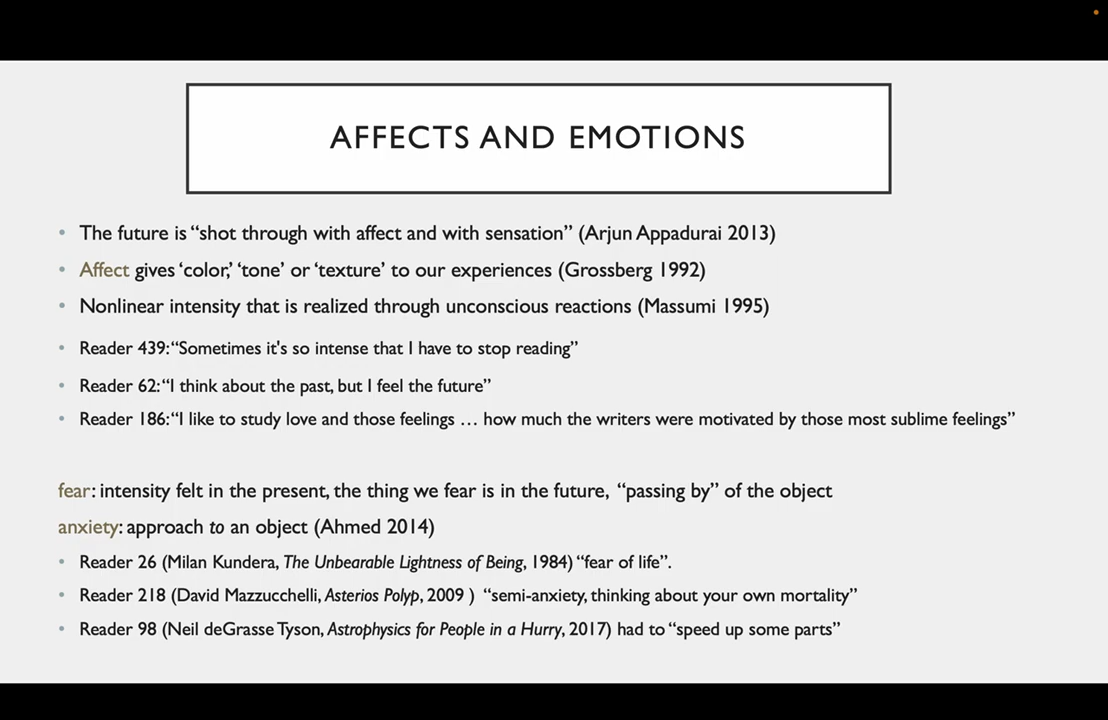 AFFECTS AND EMOTIONS
• The future is “shot through with affect and with sensation” (Arjun Appadurai 2013)
• Affect gives ‘color,’ ‘tone’ or ‘texture’ to our experiences (Grossberg 1992)
• Nonlinear intensity that is realized through unconscious reactions (Massumi 1995)
• Reader 439: “Sometimes it's so intense that I have to stop reading”
• Reader 62: “I think about the past, but I feel the future”
• Reader 186: “I like to study love and those feelings … how much the writers were motivated by those most sublime feelings”
fear: intensity felt in the present, the thing we fear is in the future, “passing by” of the object
anxiety: approach to an object (Ahmed 2014)
• Reader 26 (Milan Kundera, The Unbearable Lightness of Being, 1984) “fear of life”.
• Reader 218 (David Mazzucchelli, Asterios Polyp, 2009 ) “semi-anxiety, thinking about your own mortality”
• Reader 98 (Neil deGrasse Tyson, Astrophysics for People in a Hurry, 2017) had to “speed up some parts”